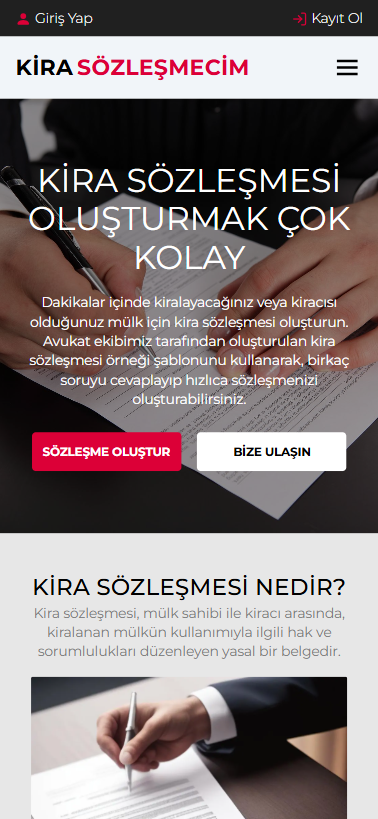 Giriş Yap
Kayıt Ol
KİRA SÖZLEŞMECİM
KİRA SÖZLEŞMESİ
OLUŞTURMAK ÇOK
KOLAY
Dakikalar içinde kiralayacağınız veya kiracısı
olduğunuz mülk için kira sözleşmesi oluşturun.
Avukat ekibimiz tarafından oluşturulan kira
sözleşmesi örneği şablonunu kullanarak, birkaç
soruyu cevaplayıp hızlıca sözleşmenizi
oluşturabilirsiniz.
SÖZLEŞME OLUŞTUR
BİZE ULAŞIN
KİRA SÖZLEŞMESİ NEDİR?
Kira sözleşmesi, mülk sahibi ile kiracı arasında,
kiralanan mülkün kullanımıyla ilgili hak ve
sorumlulukları düzenleyen yasal bir belgedir.